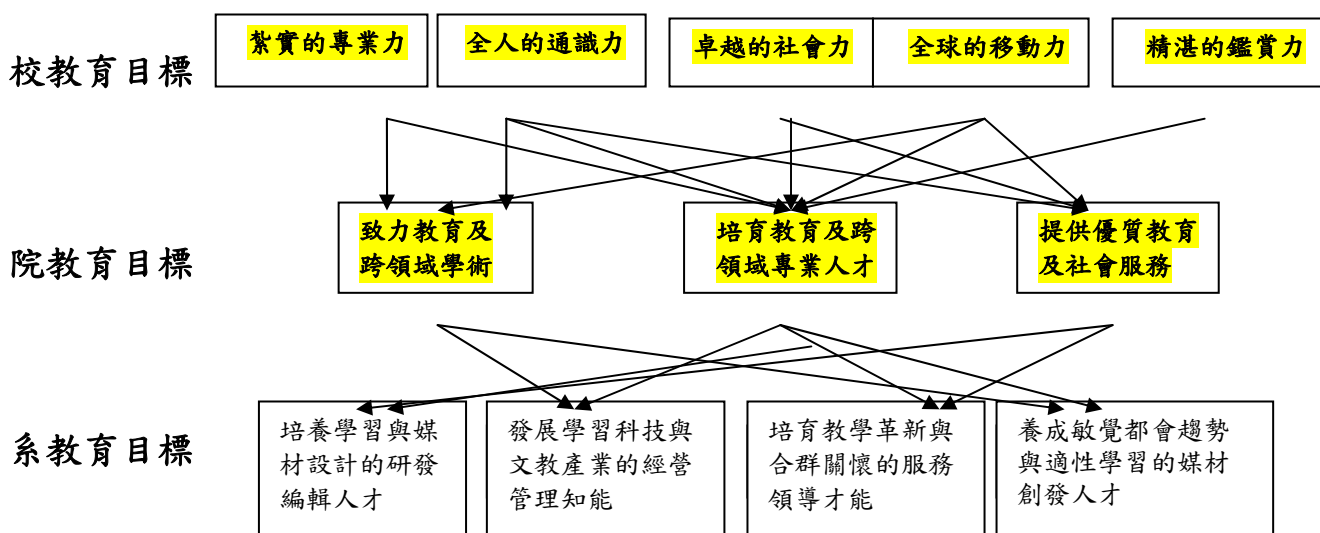 紮實的專業力
全人的通識力
卓越的社會力
全球的移動力
精湛的鑑賞力
校教育目標
致力教育及
跨領域學術
培育教育及跨
領域專業人才
提供優質教育
及社會服務
院教育目標
培養學習與媒
材設計的研發
編輯人才
發展學習科技與
文教產業的經營
管理知能
培育教學革新與
合群關懷的服務
領導才能
養成敏覺都會趨勢
與適性學習的媒材
創發人才
系教育目標